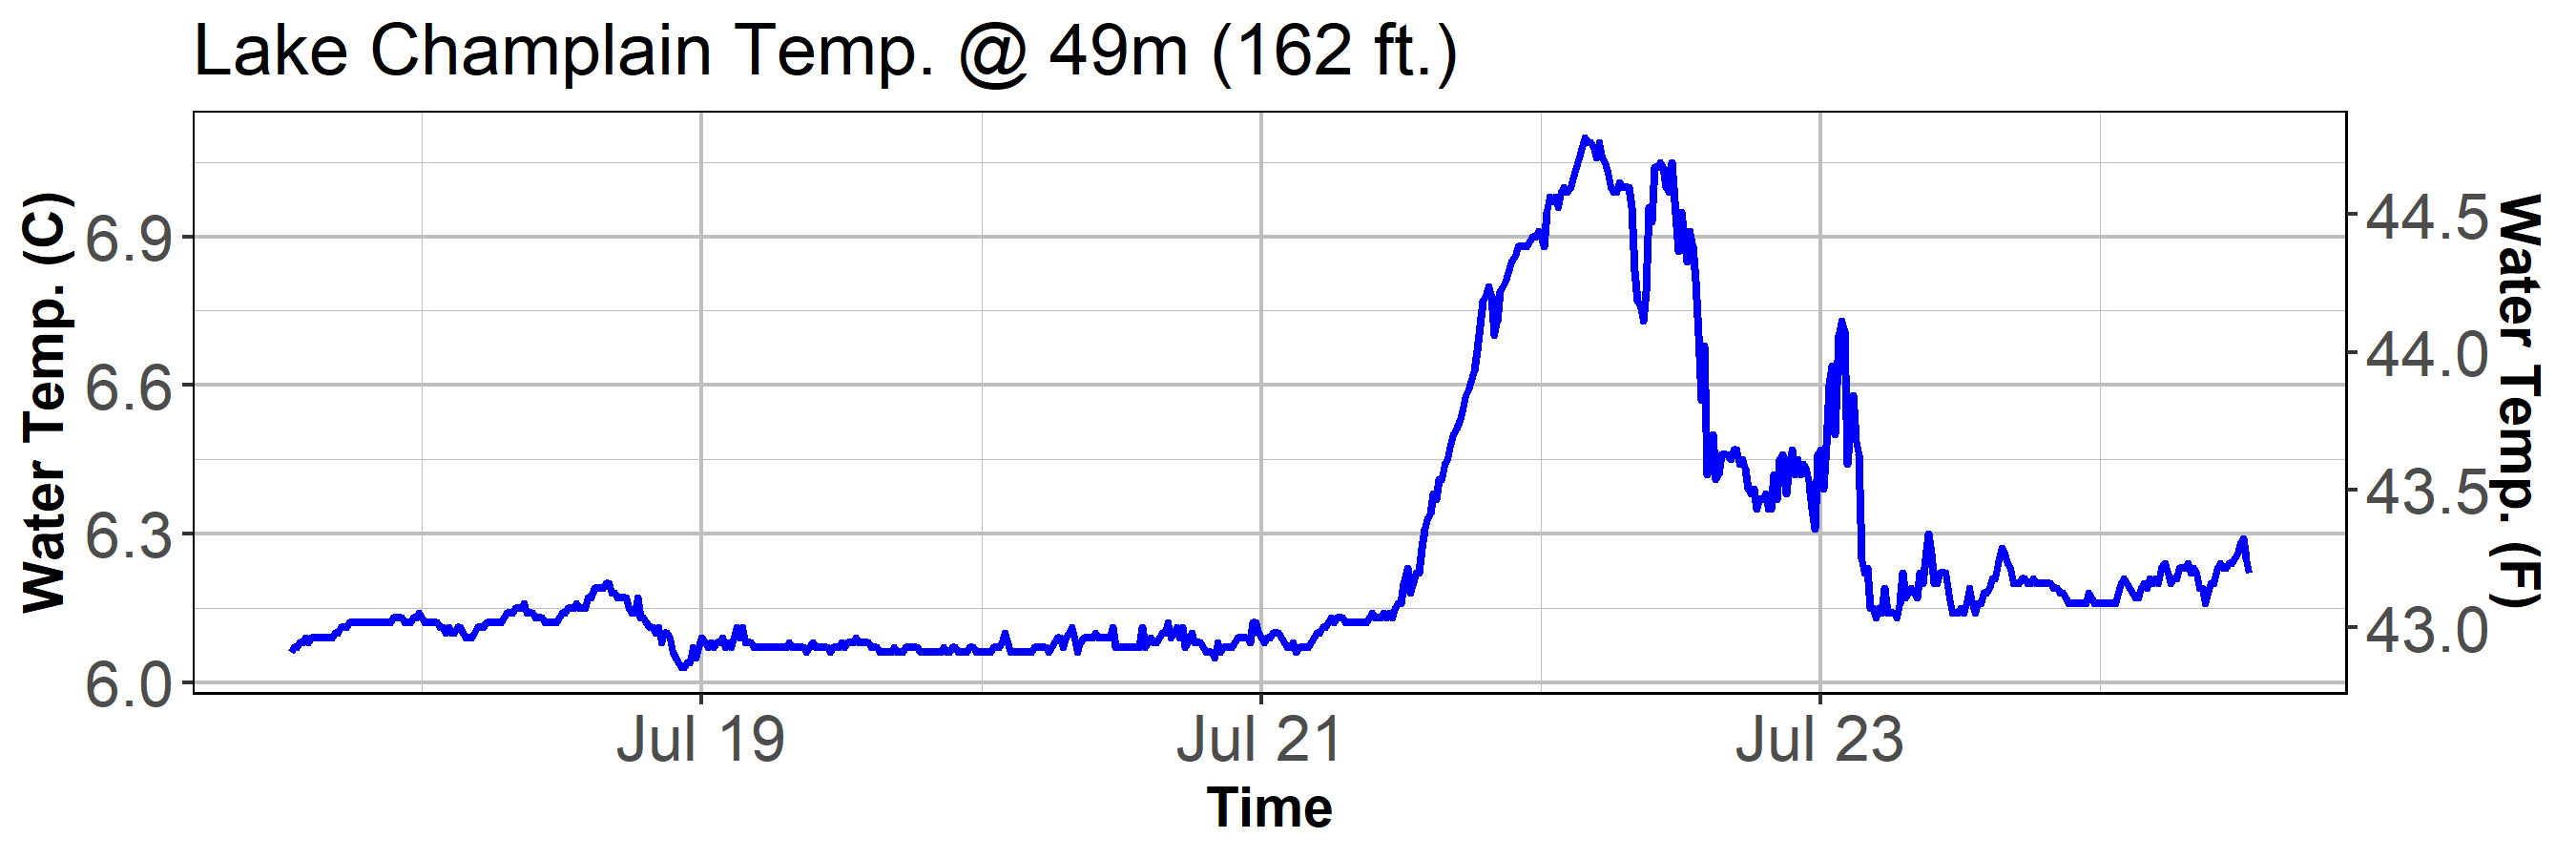 Lake Champlain Temp. @ 49m (162 ft.)
Water Temp. (C)
6.9
6.6
6.3
6.0
44.5
44.0
43.5
43.0
Water Temp. (F)
Jul 19 Jul 21 Jul 23
Time